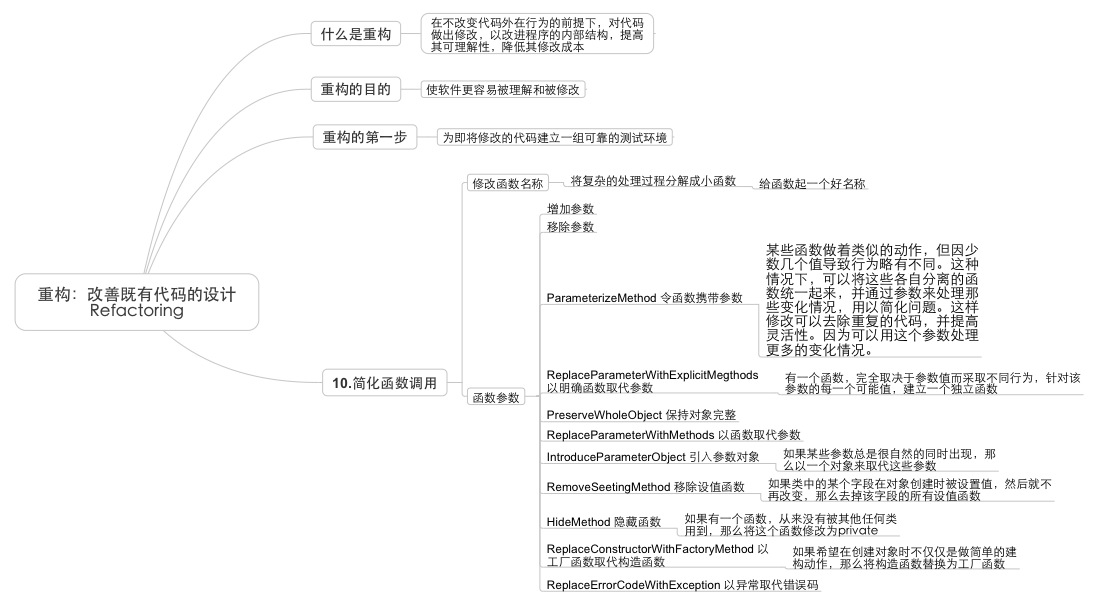 什么是重构
在不改变代码外在行为的前提下，对代码
做出修改，以改进程序的内部结构，提高
其可理解性，降低其修改成本
重构的目的
使软件更容易被理解和被修改
重构的第一步
为即将修改的代码建立一组可靠的测试环境
重构：改善既有代码的设计
Refactoring
10.简化函数调用
修改函数名称
将复杂的处理过程分解成小函数
给函数起一个好名称
函数参数
增加参数
移除参数
ParameterizeMethod 令函数携带参数
某些函数做着类似的动作，但因少
数几个值导致行为略有不同。这种
情况下，可以将这些各自分离的函
数统一起来，并通过参数来处理那
些变化情况，用以简化问题。这样
修改可以去除重复的代码，并提高
灵活性。因为可以用这个参数处理
更多的变化情况。
ReplaceParameterWithExplicitMegthods
以明确函数取代参数
有一个函数，完全取决于参数值而采取不同行为，针对该
参数的每一个可能值，建立一个独立函数
PreserveWholeObject 保持对象完整
ReplaceParameterWithMethods 以函数取代参数
IntroduceParameterObject 引入参数对象
如果某些参数总是很自然的同时出现，那
么以一个对象来取代这些参数
RemoveSeetingMethod 移除设值函数
如果类中的某个字段在对象创建时被设置值，然后就不
再改变，那么去掉该字段的所有设值函数
HideMethod 隐藏函数
如果有一个函数，从来没有被其他任何类
用到，那么将这个函数修改为private
ReplaceConstructorWithFactoryMethod 以
工厂函数取代构造函数
如果希望在创建对象时不仅仅是做简单的建
构动作，那么将构造函数替换为工厂函数
ReplaceErrorCodeWithException 以异常取代错误码